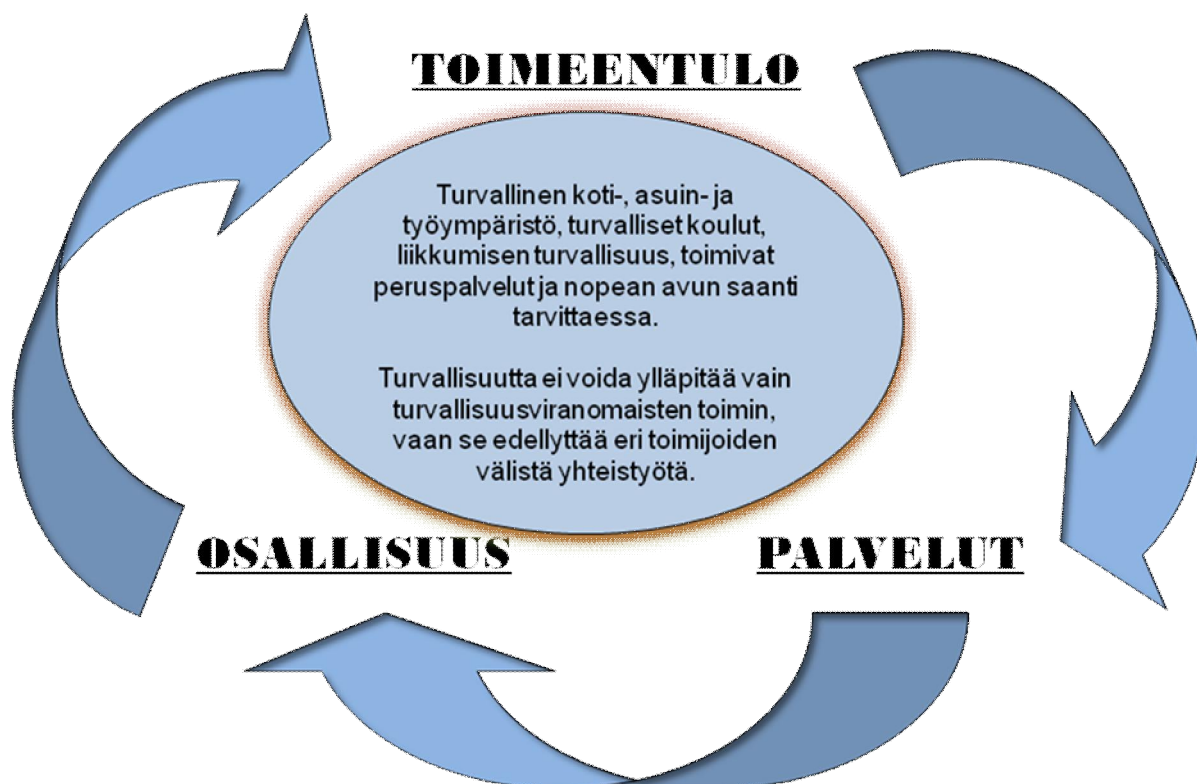 TOIMEENTULO
Turvallinen koti-, asuin- ja
työympäristö, turvalliset koulut,
liikkumisen turvallisuus, toimivat
peruspalvelut ja nopean avun saanti
tarvittaessa.
Turvallisuutta ei voida ylläpitää vain
turvallisuusviranomaisten toimin,
vaan se edellyttää eri toimijoiden
välistä yhteistyötä.
OSALLISUUS
PALVELUT